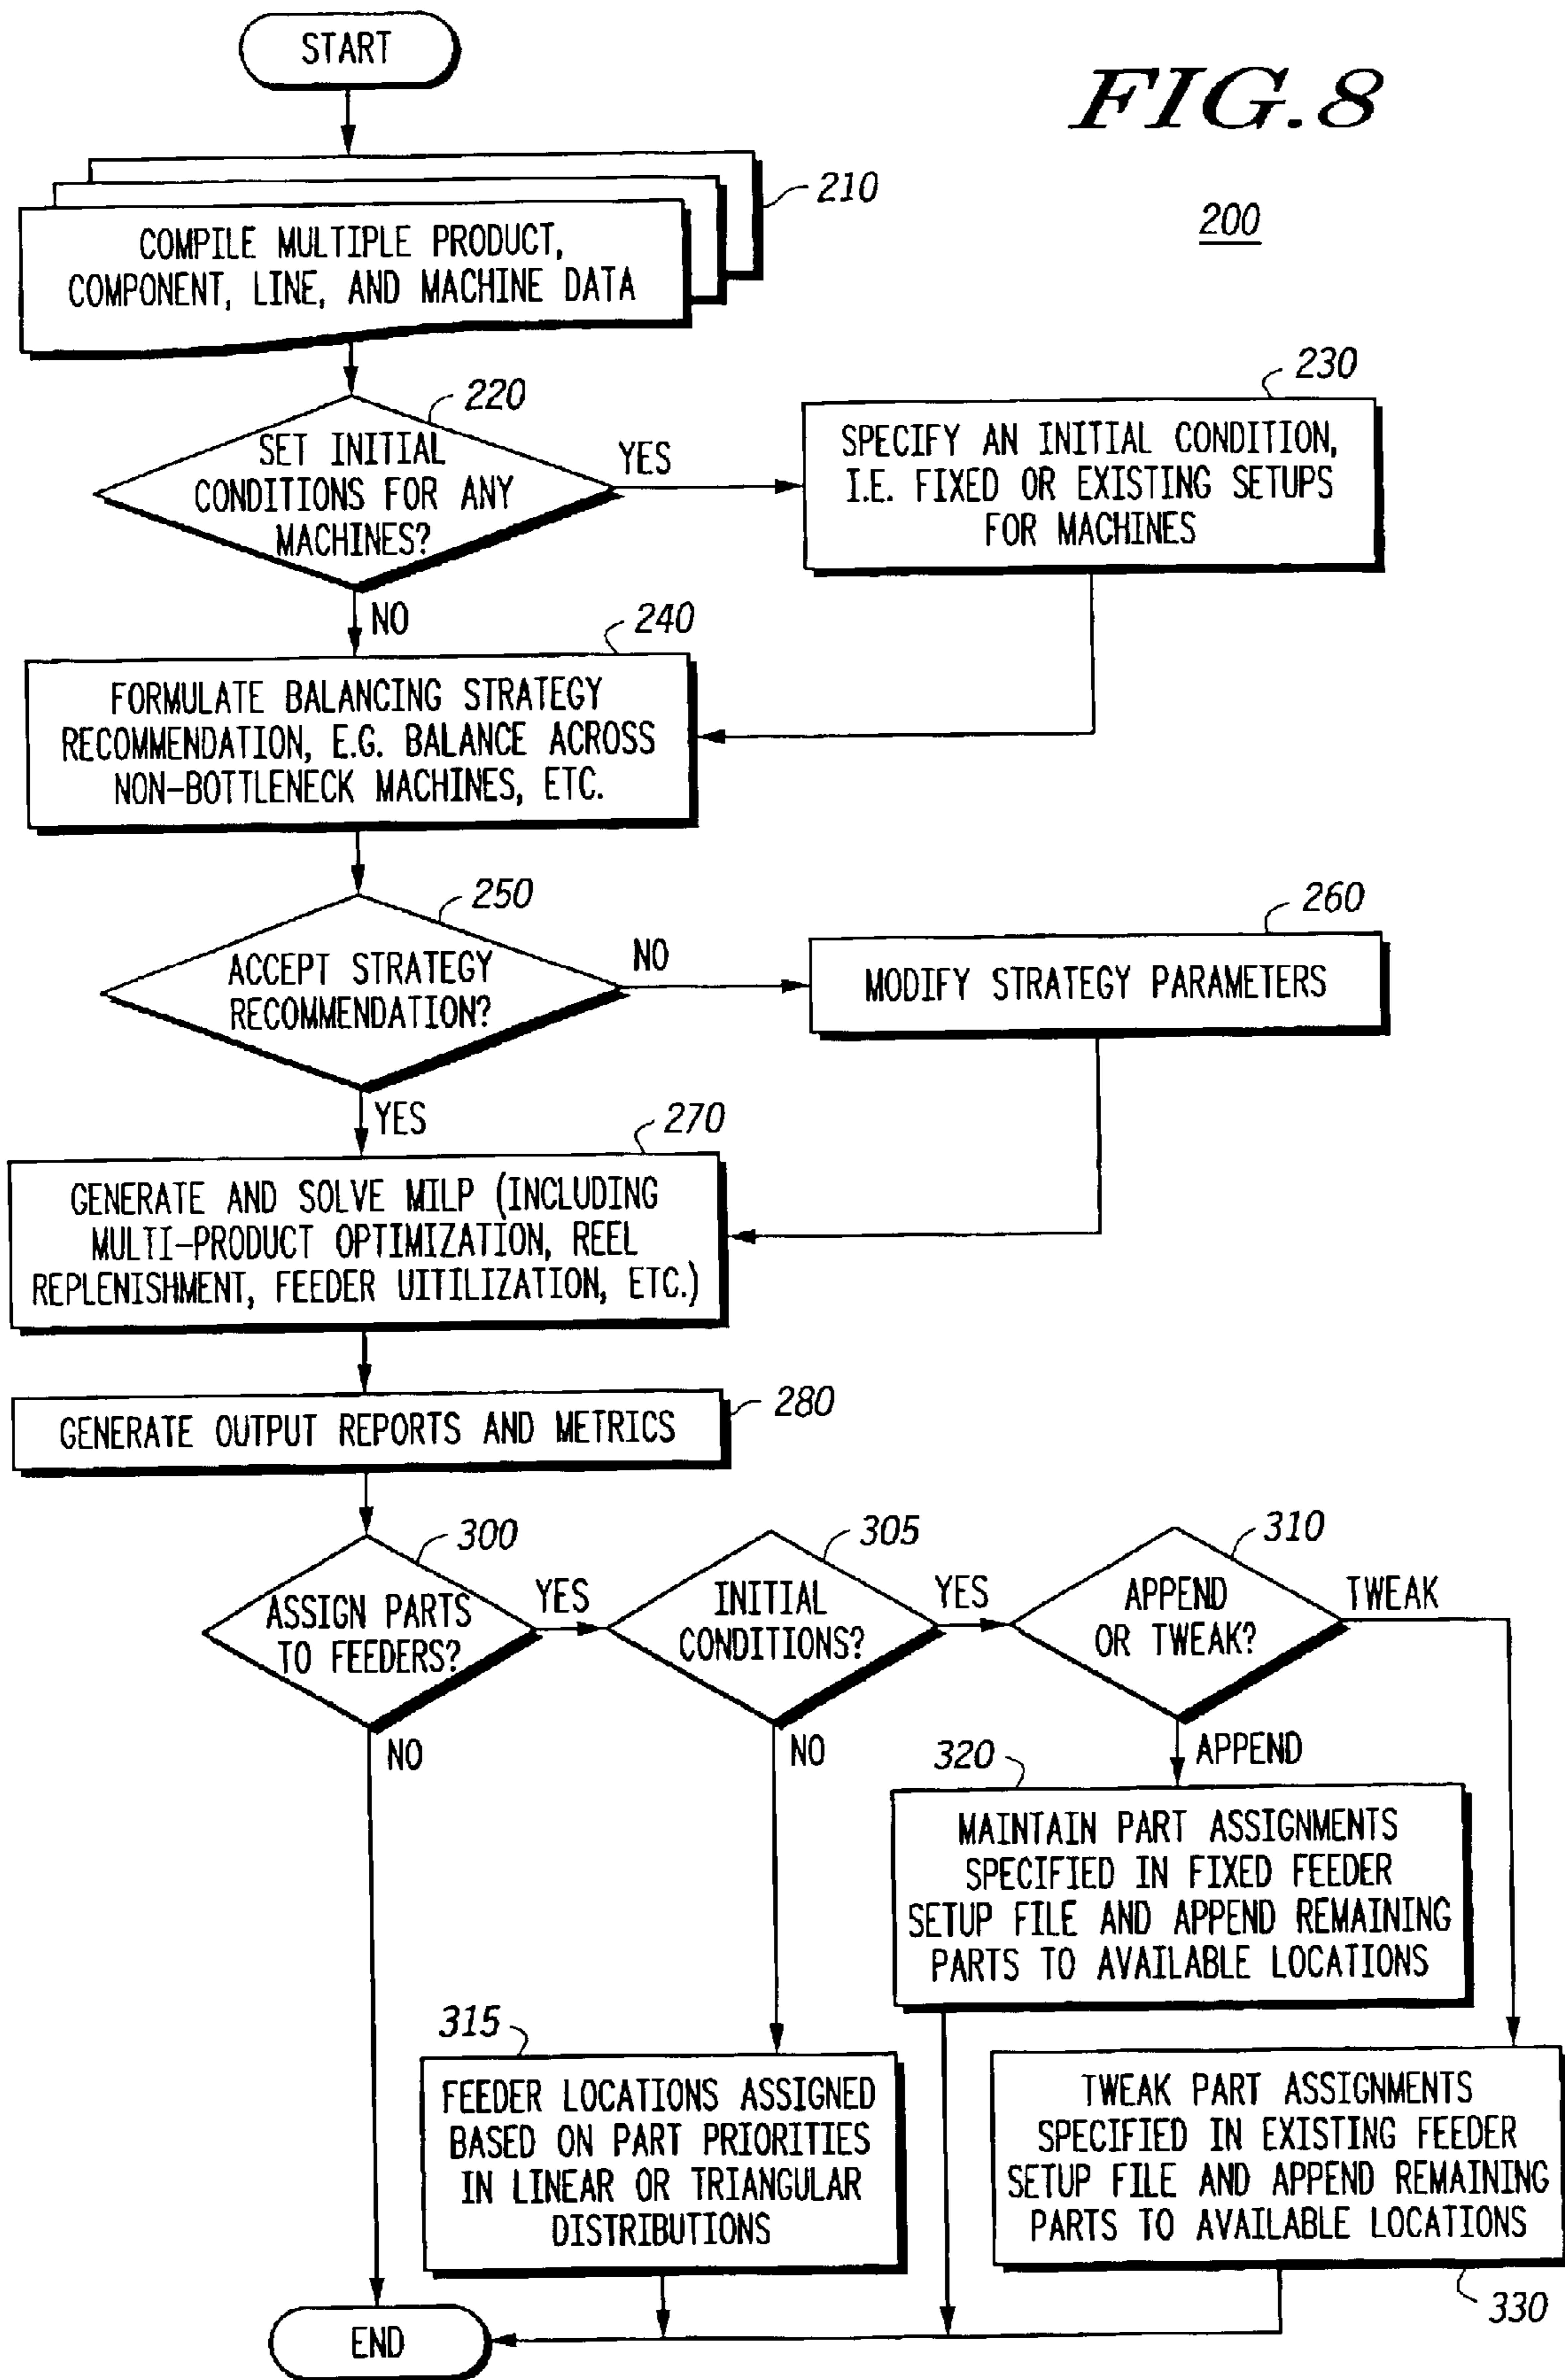 START
FIG.8
200
210
COMPILE MULTIPLE PRODUCT,
COMPONENT, LINE, AND MACHINE DATA
220
SET INITIAL
CONDITIONS FOR ANY
MACHINES?
YES
230
SPECIFY AN INITIAL CONDITION,
I.E. FIXED OR EXISTING SETUPS
FOR MACHINES
NO
240
FORMULATE BALANCING STRATEGY
RECOMMENDATION, E.G. BALANCE ACROSS
NON-BOTTLENECK MACHINES, ETC.
250
ACCEPT STRATEGY
RECOMMENDATION?
NO
260
MODIFY STRATEGY PARAMETERS
YES
270
GENERATE AND SOLVE MILP (INCLUDING
MULTI-PRODUCT OPTIMIZATION, REEL
REPLENISHMENT, FEEDER UITILIZATION, ETC.)
280
GENERATE OUTPUT REPORTS AND METRICS
300
ASSIGN PARTS
TO FEEDERS?
YES
305
INITIAL
CONDITIONS?
YES
310
APPEND
OR TWEAK?
TWEAK
NO
NO
APPEND
320
MAINTAIN PART ASSIGNMENTS
SPECIFIED IN FIXED FEEDER
SETUP FILE AND APPEND REMAINING
PARTS TO AVAILABLE LOCATIONS
315
FEEDER LOCATIONS ASSIGNED
BASED ON PART PRIORITIES
IN LINEAR OR TRIANGULAR
DISTRIBUTIONS
TWEAK PART ASSIGNMENTS
SPECIFIED IN EXISTING FEEDER
SETUP FILE AND APPEND REMAINING
PARTS TO AVAILABLE LOCATIONS
330
END